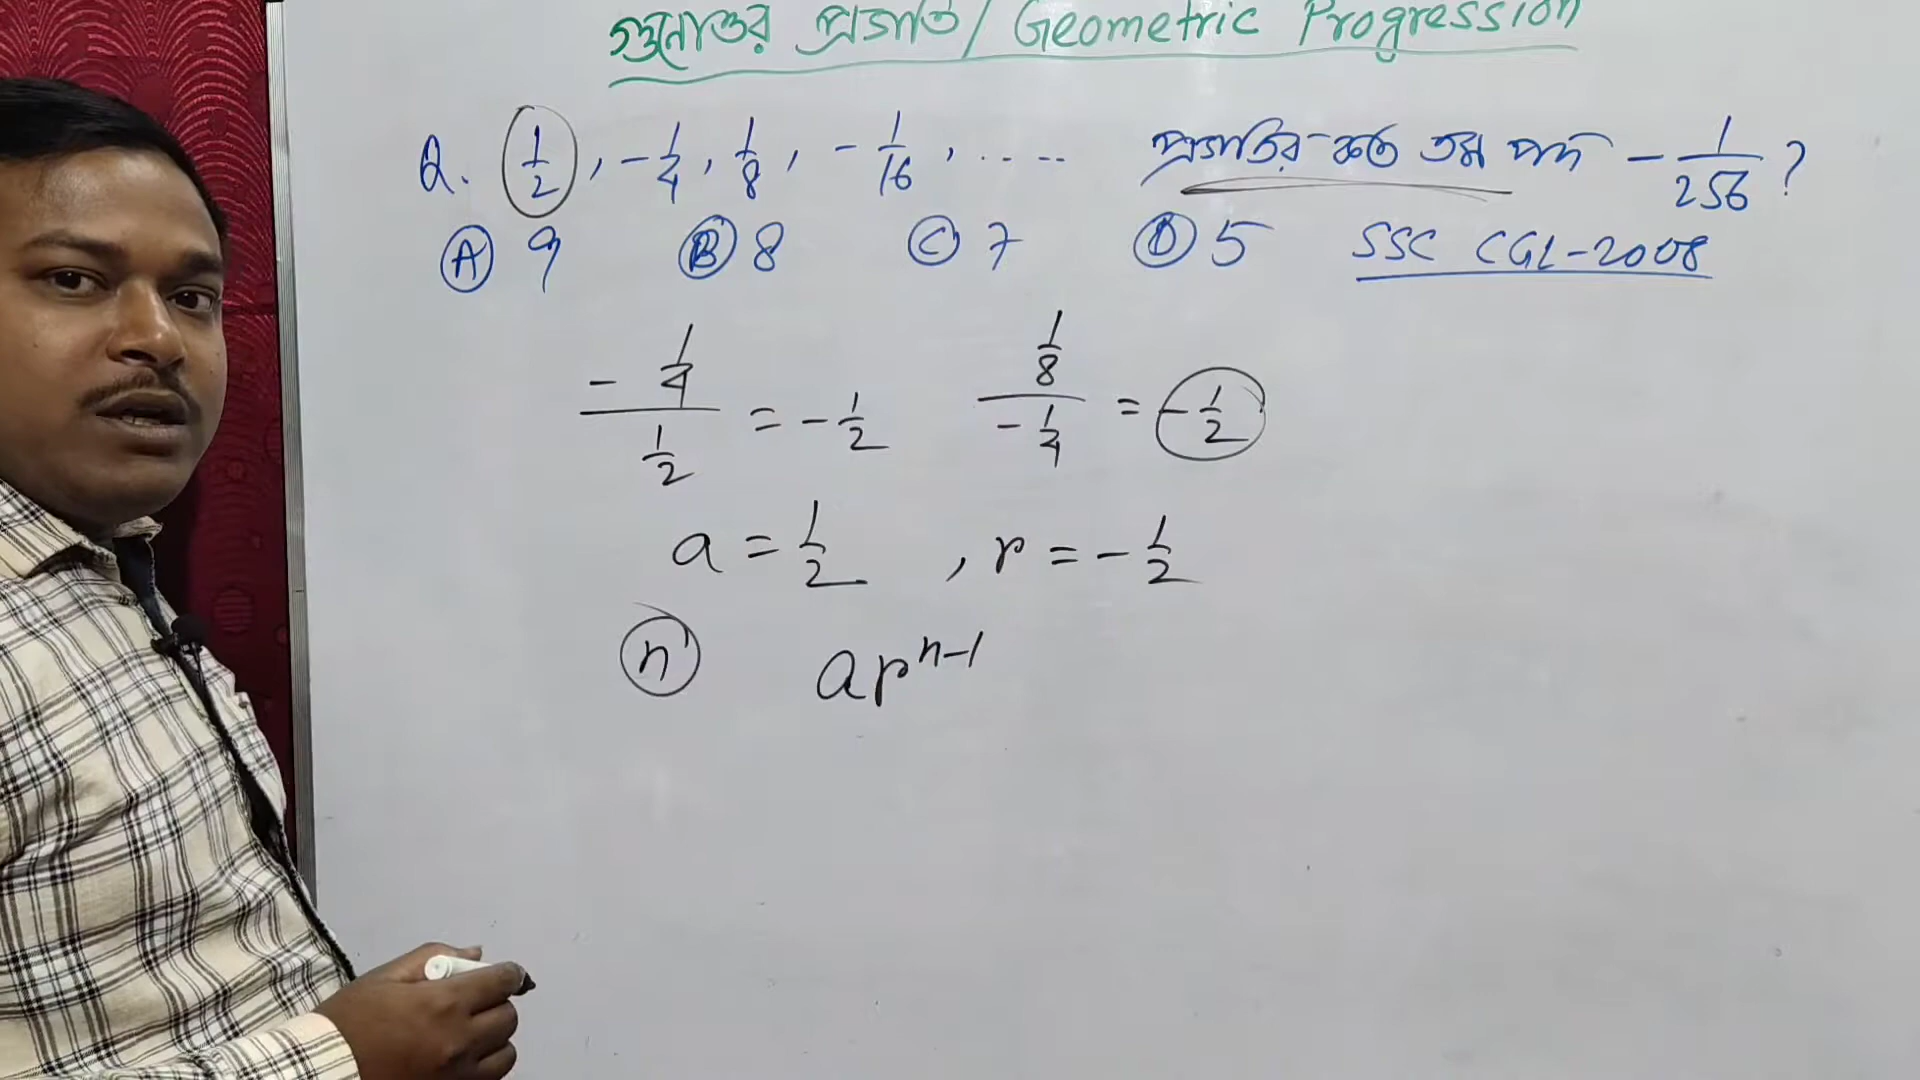 গুনোত্তর প্রগতি / Geometric Progression
Q. 1/2, -1/4, 1/8, -1/16, ..... প্রগতির কত তম পদ -1/256 ?
Ⓐ 9 Ⓑ 8 Ⓒ 7 Ⓓ 5 SSC CGL-2008
(-1/4)/(1/2) = -1/2 (1/8)/(-1/4) = -1/2
a = 1/2 , r = -1/2
n ar^(n-1)